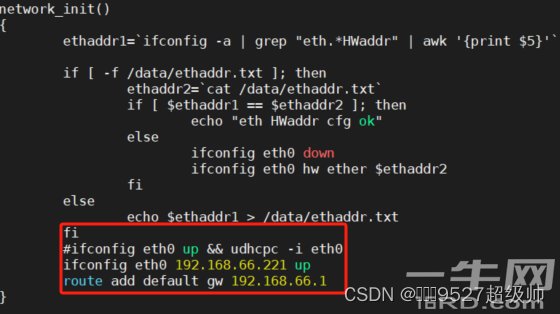 network_init()
{
ethaddr1=`ifconfig -a | grep "eth.*HWaddr" | awk '{print $5}'`
if [ -f /data/ethaddr.txt ]; then
ethaddr2=`cat /data/ethaddr.txt`
if [ $ethaddr1 == $ethaddr2 ]; then
echo "eth HWaddr cfg ok"
else
ifconfig eth0 down
ifconfig eth0 hw ether $ethaddr2
fi
else
echo $ethaddr1 > /data/ethaddr.txt
fi
#ifconfig eth0 up && udhcpc -i eth0
ifconfig eth0 192.168.66.221 up
route add default gw 192.168.66.1
}
一牛网
CSDN @9527超级帅